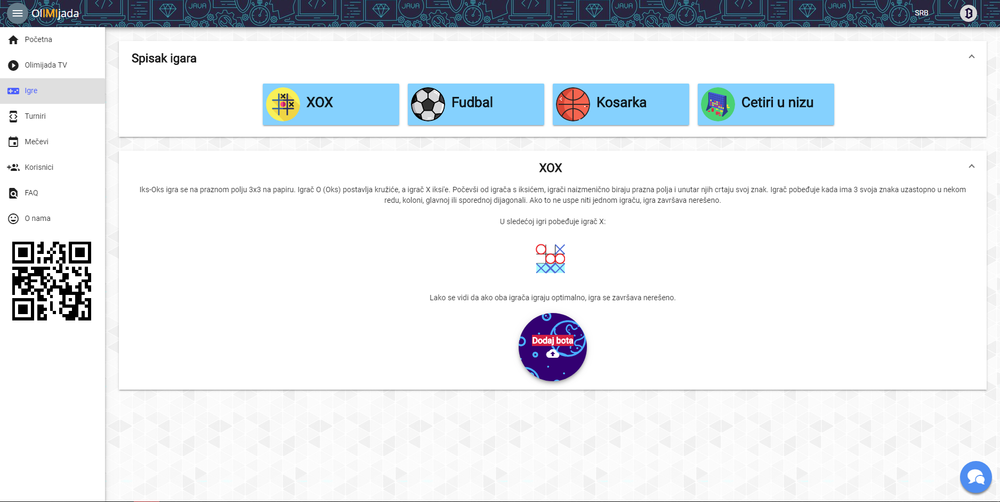 OlIMIjada
SRB
Početna
Olimijada TV
Igre
Turniri
Mečevi
Korisnici
FAQ
O nama
Spisak igara
XOX
Fudbal
Kosarka
Cetiri u nizu
XOX
Iks-Oks igra se na praznom polju 3x3 na papiru. Igrač O (Oks) postavlja kružiće, a igrač X iksi'e. Počevši od igrača s iksićem, igrači naizmenično biraju prazna polja i unutar njih crtaju svoj znak. Igrač pobeđuje kada ima 3 svoja znaka uzastopno u nekom
redu, koloni, glavnoj ili sporednoj dijagonali. Ako to ne uspe niti jednom igraču, igra završava nerešeno.
U sledećoj igri pobeđuje igrač X:
Lako se vidi da ako oba igrača igraju optimalno, igra se završava nerešeno.
Dodaj bota